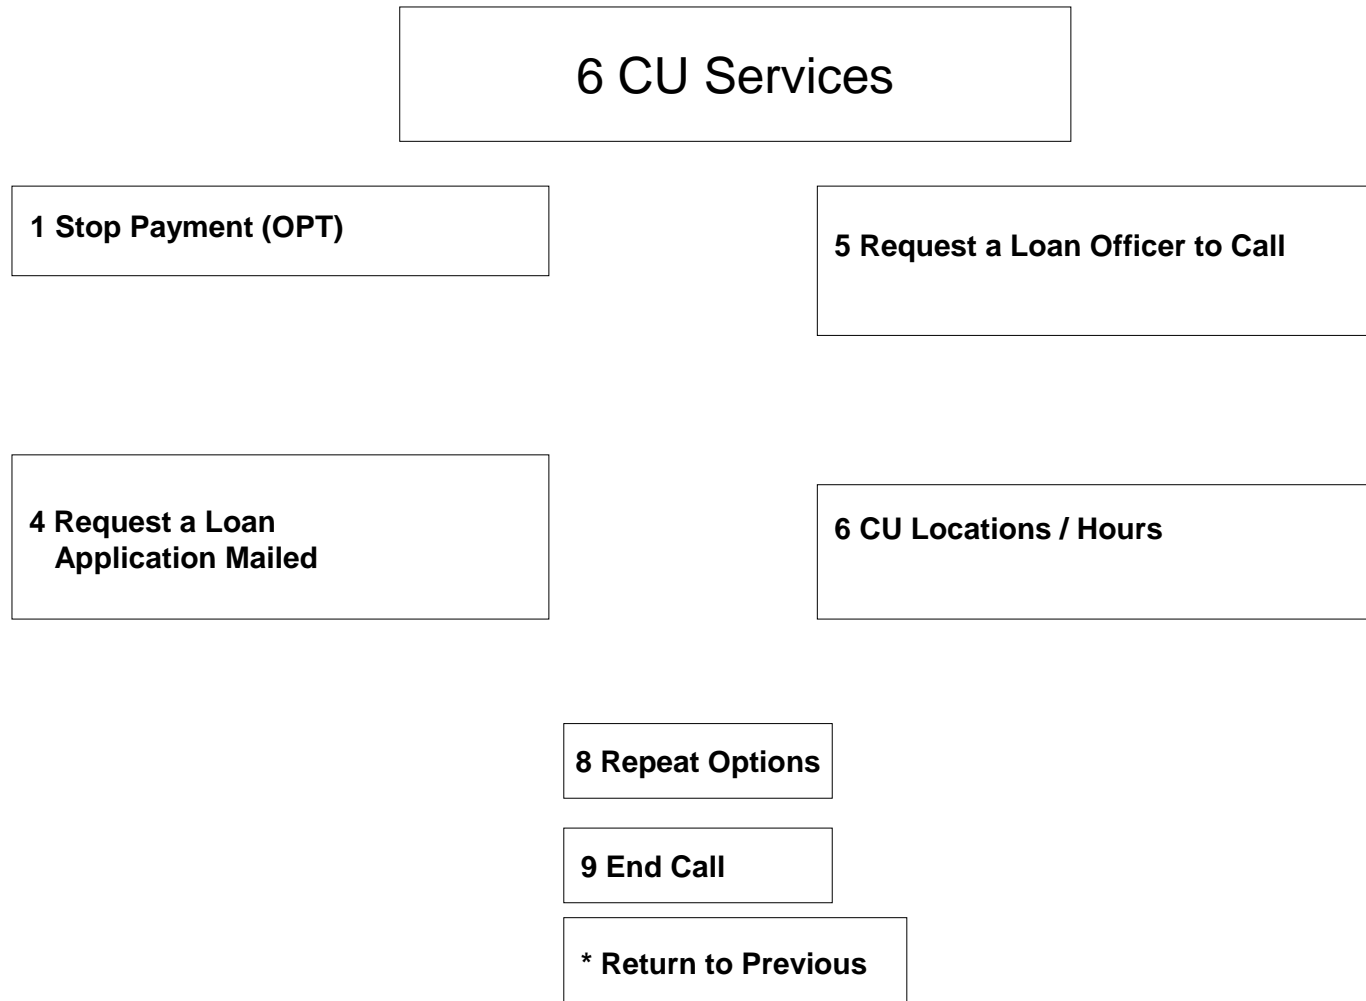 6 CU Services
1 Stop Payment (OPT)
5 Request a Loan Officer to Call
4 Request a Loan
Application Mailed
6 CU Locations / Hours
8 Repeat Options
9 End Call
* Return to Previous